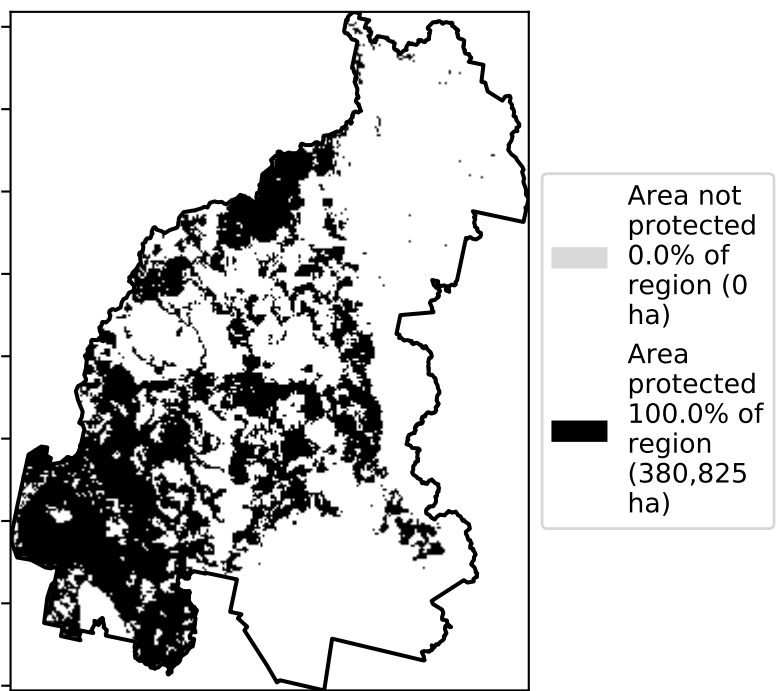 Area not
protected
0.0% of
region (0
ha)
Area
protected
100.0% of
region
(380,825
ha)